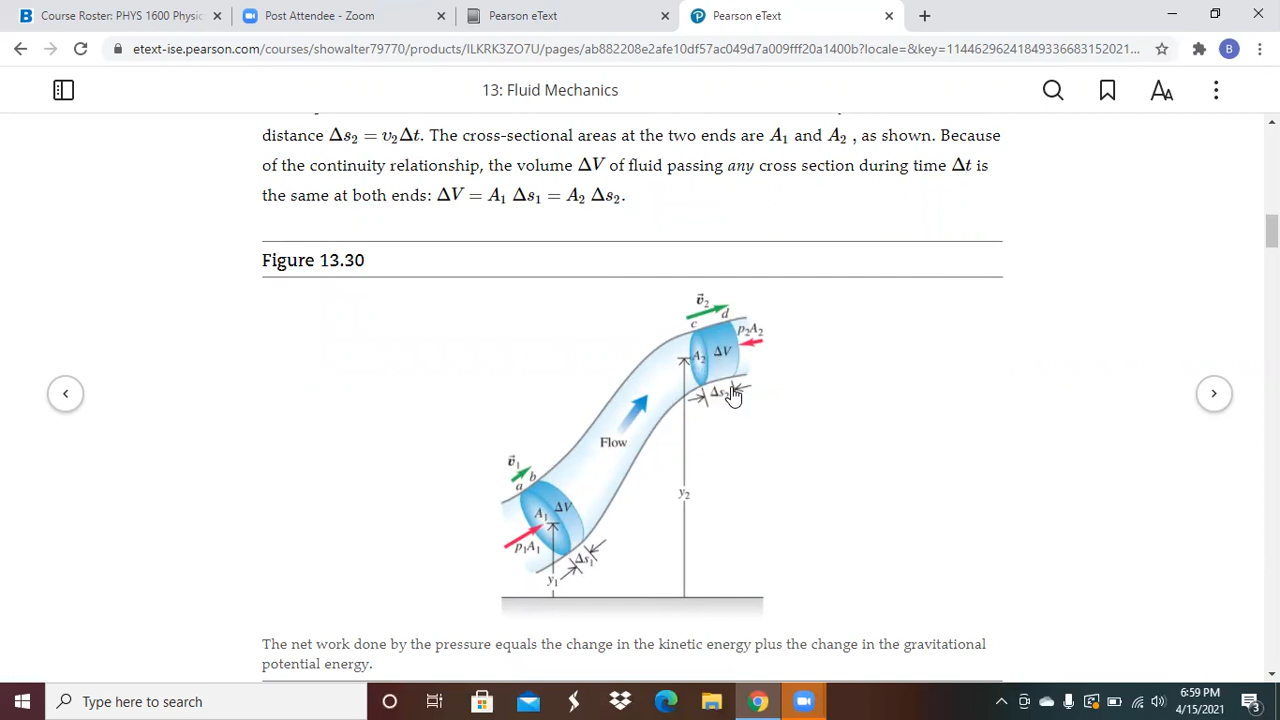 Course Roster: PHYS 1600 Physic
Post Attendee - Zoom
Pearson eText
Pearson eText
etext-ise.pearson.com/courses/showalter79770/products/ILKRK3ZO7U/pages/ab882208e2afe10df57ac049d7a009fff20a1400b?locale=&key=11446296241849336683152021...
B
13: Fluid Mechanics
distance Δs₂ = v₂Δt. The cross-sectional areas at the two ends are A₁ and A₂ , as shown. Because
of the continuity relationship, the volume ΔV of fluid passing any cross section during time Δt is
the same at both ends: ΔV = A₁ Δs₁ = A₂ Δs₂.
Figure 13.30
v⃗₂
c d
p₂A₂
A₂ ΔV
Δs₂
Flow
v⃗₁
a b
y₂
A₁ ΔV
p₁A₁
Δs₁
y₁
The net work done by the pressure equals the change in the kinetic energy plus the change in the gravitational
potential energy.
Type here to search
6:59 PM
4/15/2021
3